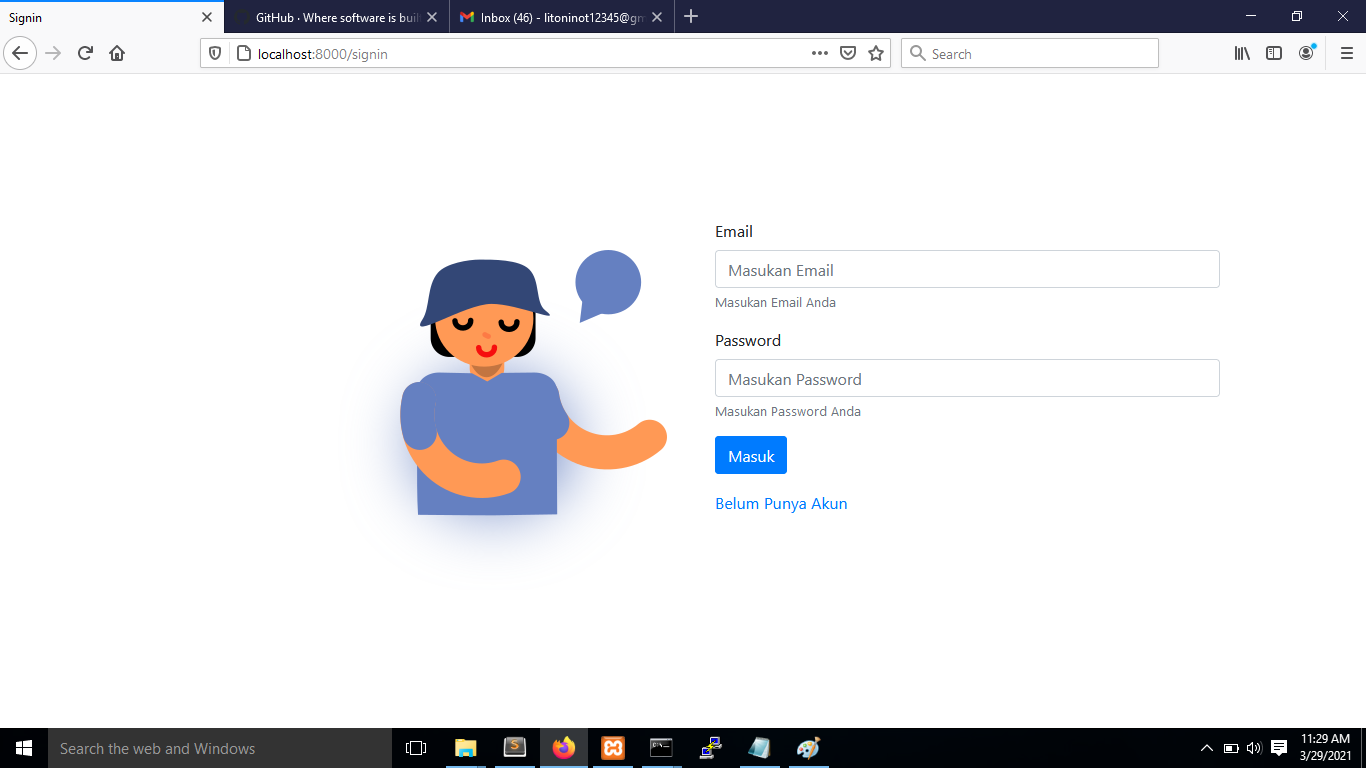 Signin
GitHub · Where software is buil
Inbox (46) - litoninot12345@gm
localhost:8000/signin
Search
Email
Masukan Email
Masukan Email Anda
Password
Masukan Password
Masukan Password Anda
Masuk
Belum Punya Akun
Search the web and Windows
11:29 AM
3/29/2021